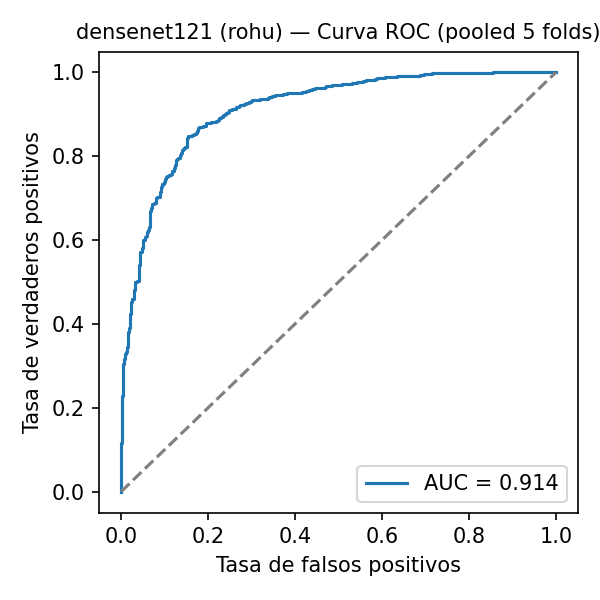 densenet121 (rohu) — Curva ROC (pooled 5 folds)
Tasa de verdaderos positivos
1.0
0.8
0.6
0.4
0.2
0.0
AUC = 0.914
0.0 0.2 0.4 0.6 0.8 1.0
Tasa de falsos positivos